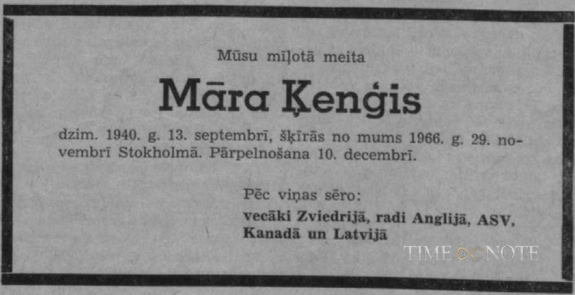 Mūsu mīļotā meita
Māra Ķenģis
dzim. 1940. g. 13. septembrī, šķīrās no mums 1966. g. 29. no-
vembrī Stokholmā. Pārpelnošana 10. decembrī.
Pēc viņas sēro:
vecāki Zviedrijā, radi Anglijā, ASV,
Kanadā un Latvijā
TIME NOTE